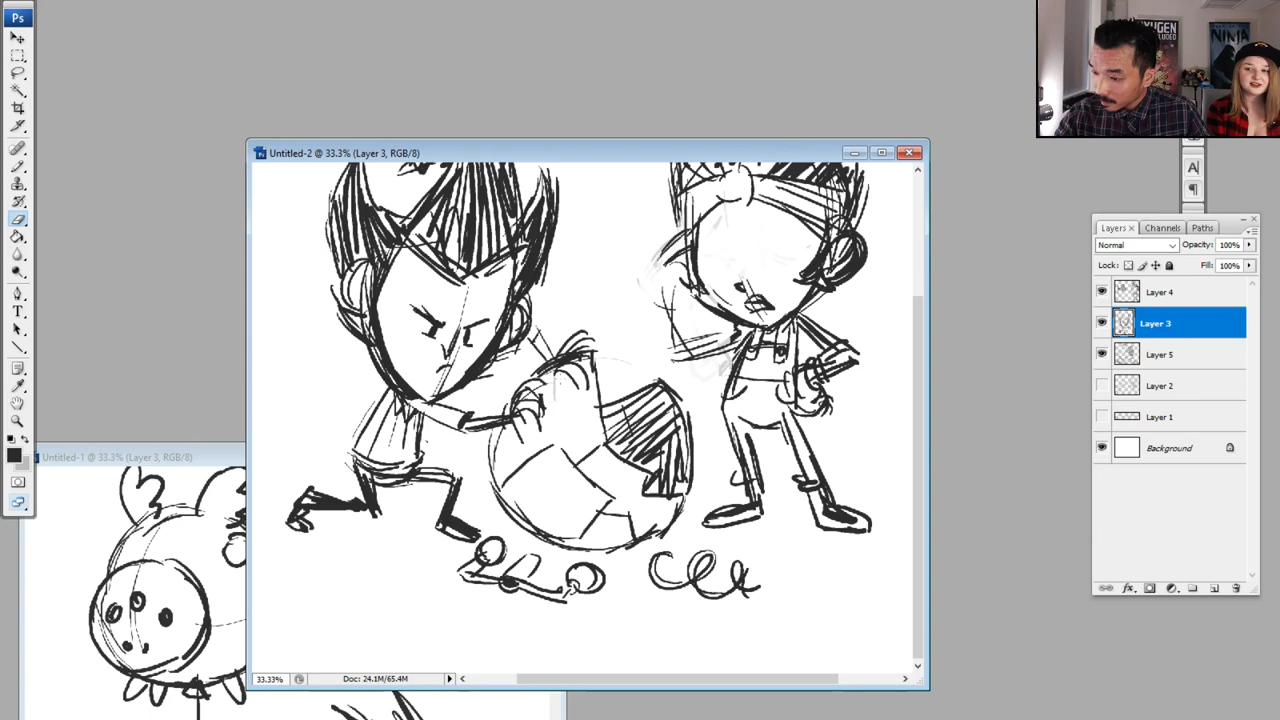 Ps
Untitled-2 @ 33.3% (Layer 3, RGB/8)
Untitled-1 @ 33.3% (Layer 3, RGB/8)
33.33%
Doc: 24.1M/65.4M
Layers x
Channels
Paths
Normal
Opacity: 100%
Lock:
Fill: 100%
Layer 4
Layer 3
Layer 5
Layer 2
Layer 1
Background
NINJA
T
A